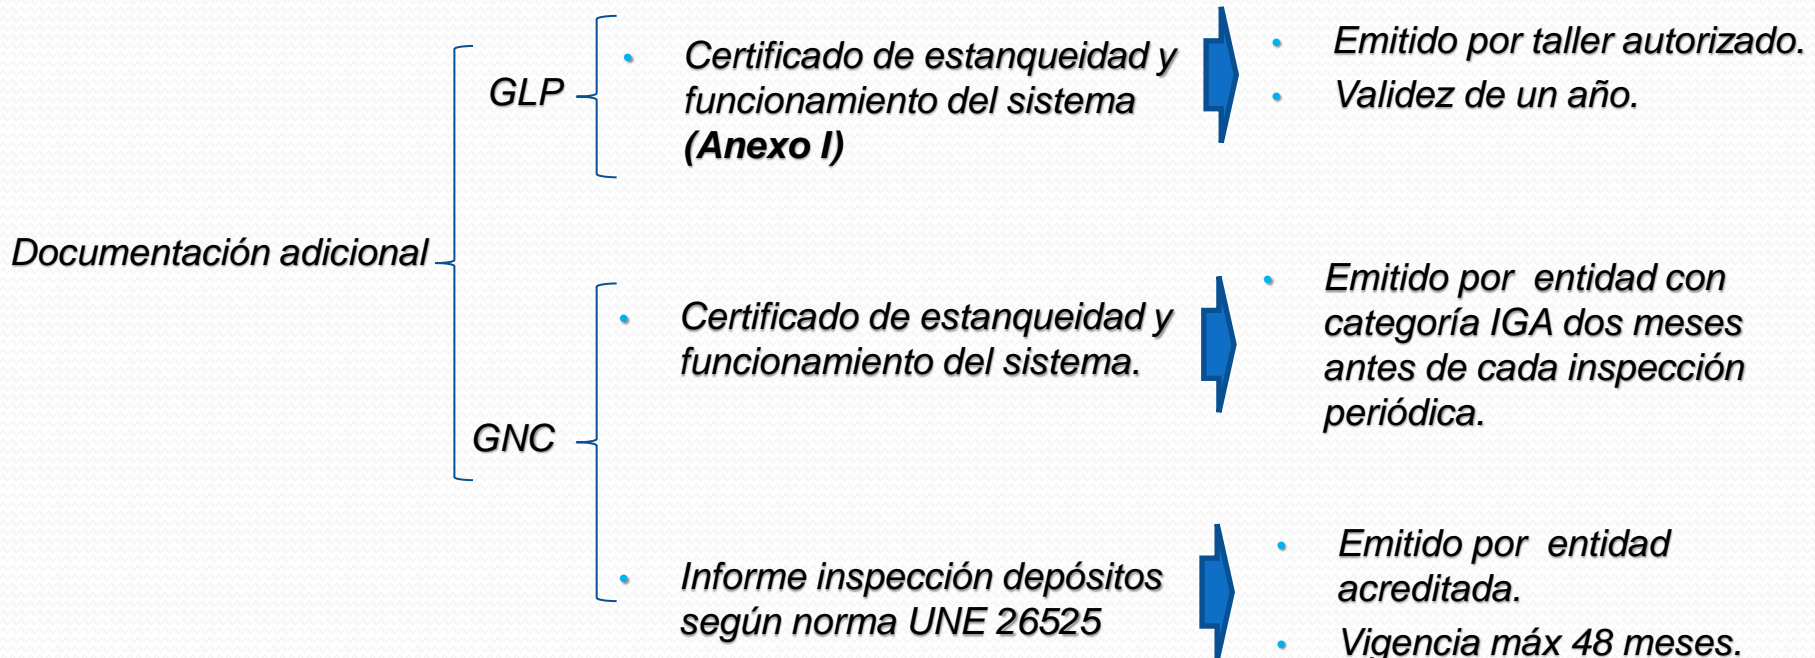 Documentación adicional
GLP
• Certificado de estanqueidad y
funcionamiento del sistema
(Anexo I)
• Emitido por taller autorizado.
• Validez de un año.
GNC
• Certificado de estanqueidad y
funcionamiento del sistema.
• Emitido por entidad con
categoría IGA dos meses
antes de cada inspección
periódica.
• Informe inspección depósitos
según norma UNE 26525
• Emitido por entidad
acreditada.
• Vigencia máx 48 meses.